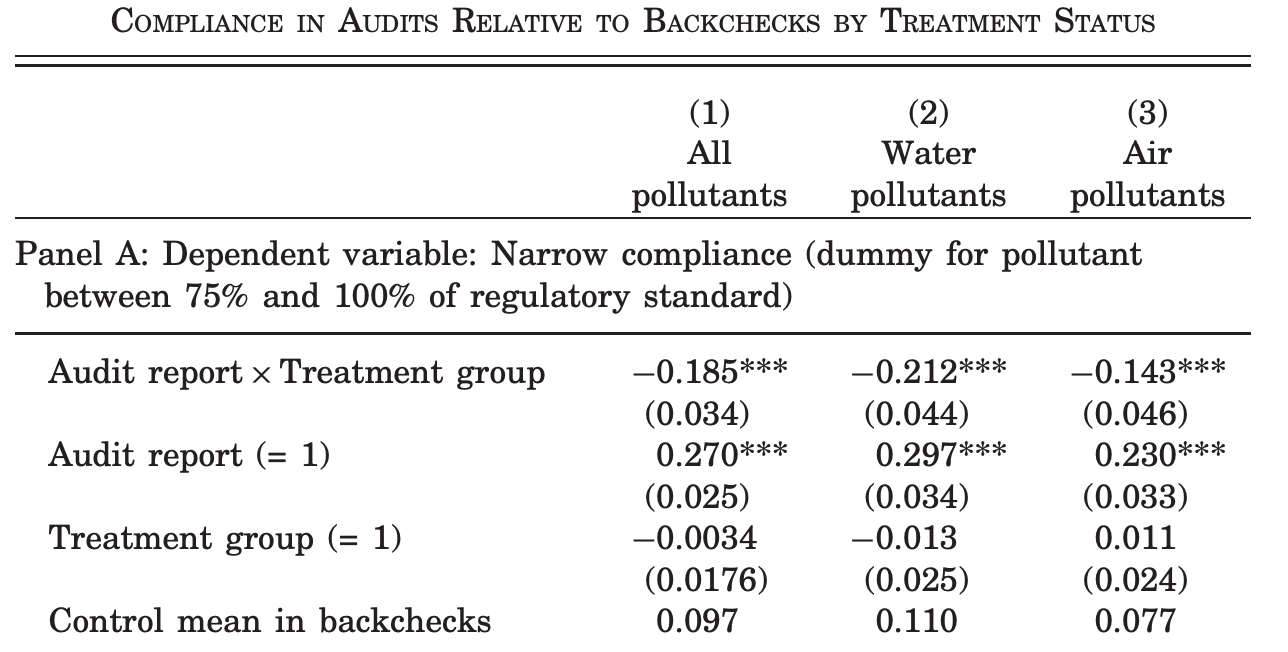 COMPLIANCE IN AUDITS RELATIVE TO BACKCHECKS BY TREATMENT STATUS
(1) (2) (3)
All Water Air
pollutants pollutants pollutants
Panel A: Dependent variable: Narrow compliance (dummy for pollutant
between 75% and 100% of regulatory standard)
Audit report × Treatment group −0.185*** −0.212*** −0.143***
(0.034) (0.044) (0.046)
Audit report (= 1) 0.270*** 0.297*** 0.230***
(0.025) (0.034) (0.033)
Treatment group (= 1) −0.0034 −0.013 0.011
(0.0176) (0.025) (0.024)
Control mean in backchecks 0.097 0.110 0.077